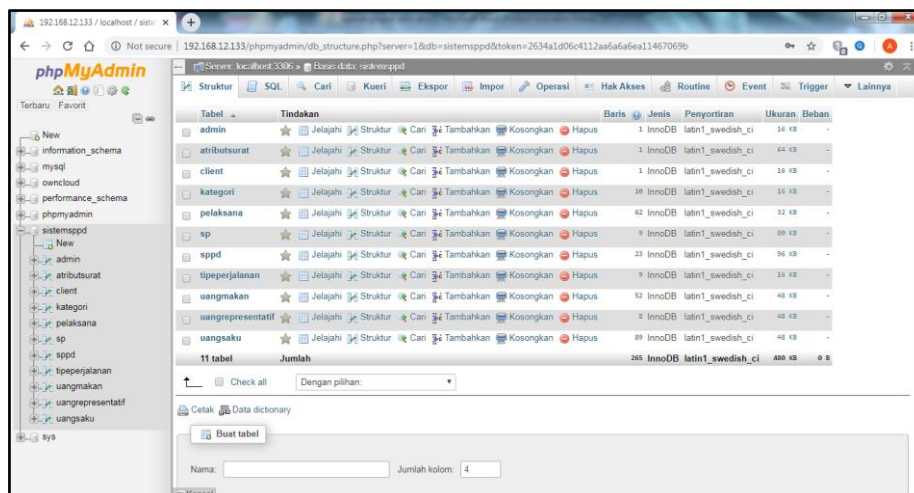 192.168.12.133 / localhost / siste
Not secure | 192.168.12.133/phpmyadmin/db_structure.php?server=1&db=sistemsppd&token=2634a1d06c4112aa6a6a6ea11467069b
phpMyAdmin
Terbaru Favorit
New
information_schema
mysql
owncloud
performance_schema
phpmyadmin
sistemsppd
New
admin
atributsurat
client
kategori
pelaksana
sp
sppd
tipeperjalanan
uangmakan
uangrepresentatif
uangsaku
sys
Server: localhost:3306 » Basis data: sistemsppd
Struktur SQL Cari Kueri Ekspor Impor Operasi Hak Akses Routine Event Trigger Lainnya
Tabel Tindakan Baris Jenis Penyortiran Ukuran Beban
admin Jelajahi Struktur Cari Tambahkan Kosongkan Hapus 1 InnoDB latin1_swedish_ci 16 KB -
atributsurat Jelajahi Struktur Cari Tambahkan Kosongkan Hapus 1 InnoDB latin1_swedish_ci 64 KB -
client Jelajahi Struktur Cari Tambahkan Kosongkan Hapus 1 InnoDB latin1_swedish_ci 16 KB -
kategori Jelajahi Struktur Cari Tambahkan Kosongkan Hapus 10 InnoDB latin1_swedish_ci 16 KB -
pelaksana Jelajahi Struktur Cari Tambahkan Kosongkan Hapus 62 InnoDB latin1_swedish_ci 32 KB -
sp Jelajahi Struktur Cari Tambahkan Kosongkan Hapus 9 InnoDB latin1_swedish_ci 80 KB -
sppd Jelajahi Struktur Cari Tambahkan Kosongkan Hapus 23 InnoDB latin1_swedish_ci 96 KB -
tipeperjalanan Jelajahi Struktur Cari Tambahkan Kosongkan Hapus 9 InnoDB latin1_swedish_ci 16 KB -
uangmakan Jelajahi Struktur Cari Tambahkan Kosongkan Hapus 52 InnoDB latin1_swedish_ci 48 KB -
uangrepresentatif Jelajahi Struktur Cari Tambahkan Kosongkan Hapus 8 InnoDB latin1_swedish_ci 48 KB -
uangsaku Jelajahi Struktur Cari Tambahkan Kosongkan Hapus 89 InnoDB latin1_swedish_ci 48 KB -
11 tabel Jumlah 265 InnoDB latin1_swedish_ci 480 KB 0 B
Check all Dengan pilihan:
Cetak Data dictionary
Buat tabel
Nama: Jumlah kolom: 4